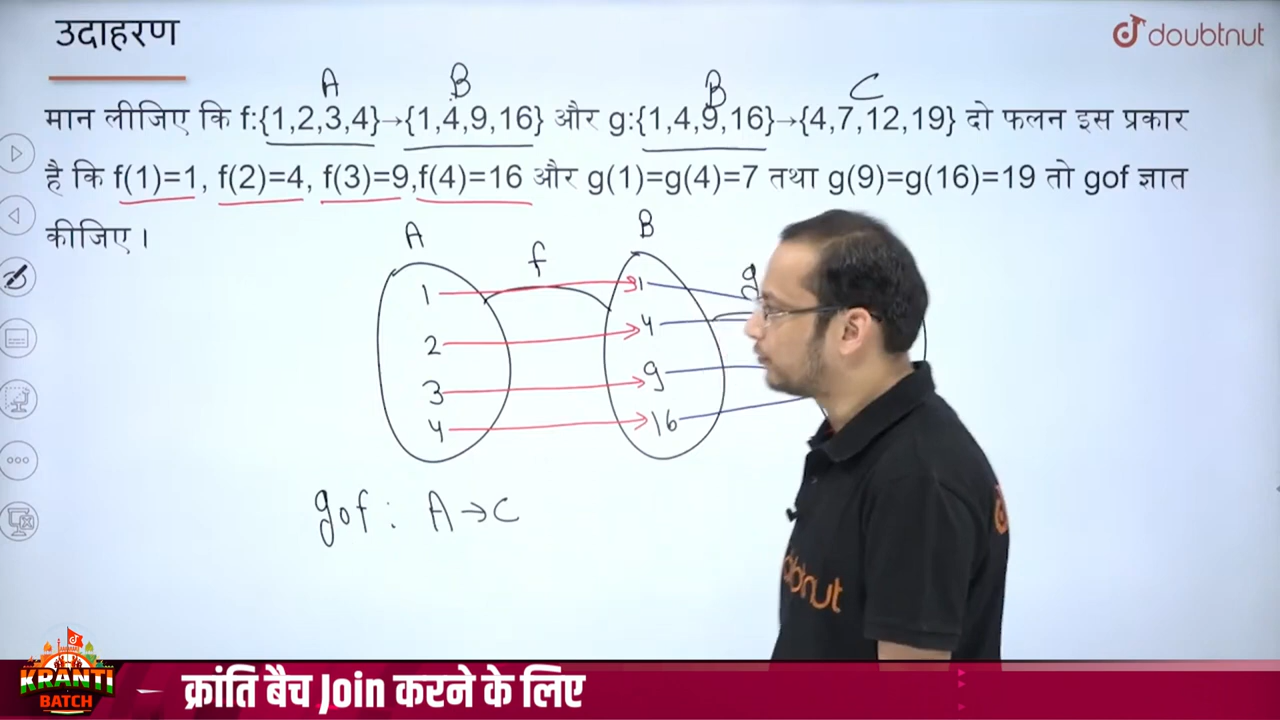 उदाहरण
doubtnut
A B B C
मान लीजिए कि f:{1,2,3,4}→{1,4,9,16} और g:{1,4,9,16}→{4,7,12,19} दो फलन इस प्रकार
है कि f(1)=1, f(2)=4, f(3)=9,f(4)=16 और g(1)=g(4)=7 तथा g(9)=g(16)=19 तो gof ज्ञात
कीजिए।
A f B g
1 1
2 4
3 9
4 16
gof : A→C
KRANTI
BATCH
क्रांति बैच Join करने के लिए